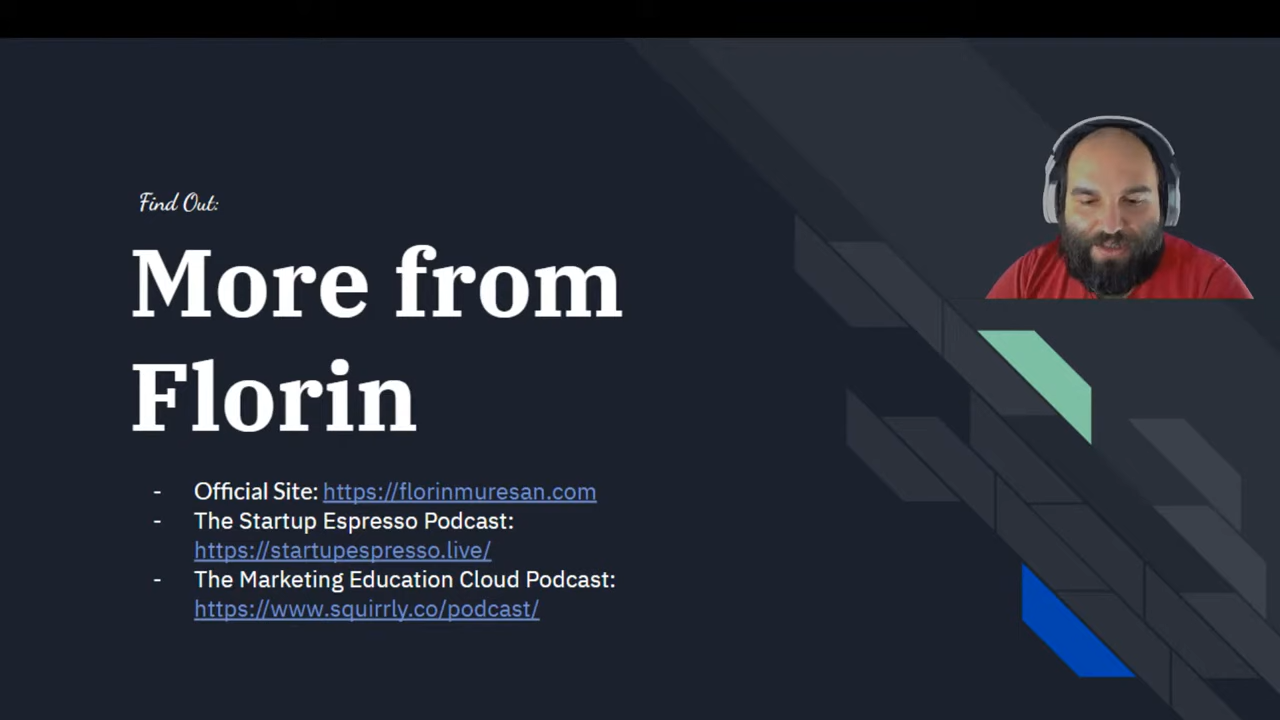 Find Out:
More from
Florin
- Official Site: https://florinmuresan.com
- The Startup Espresso Podcast:
https://startupespresso.live/
- The Marketing Education Cloud Podcast:
https://www.squirrly.co/podcast/